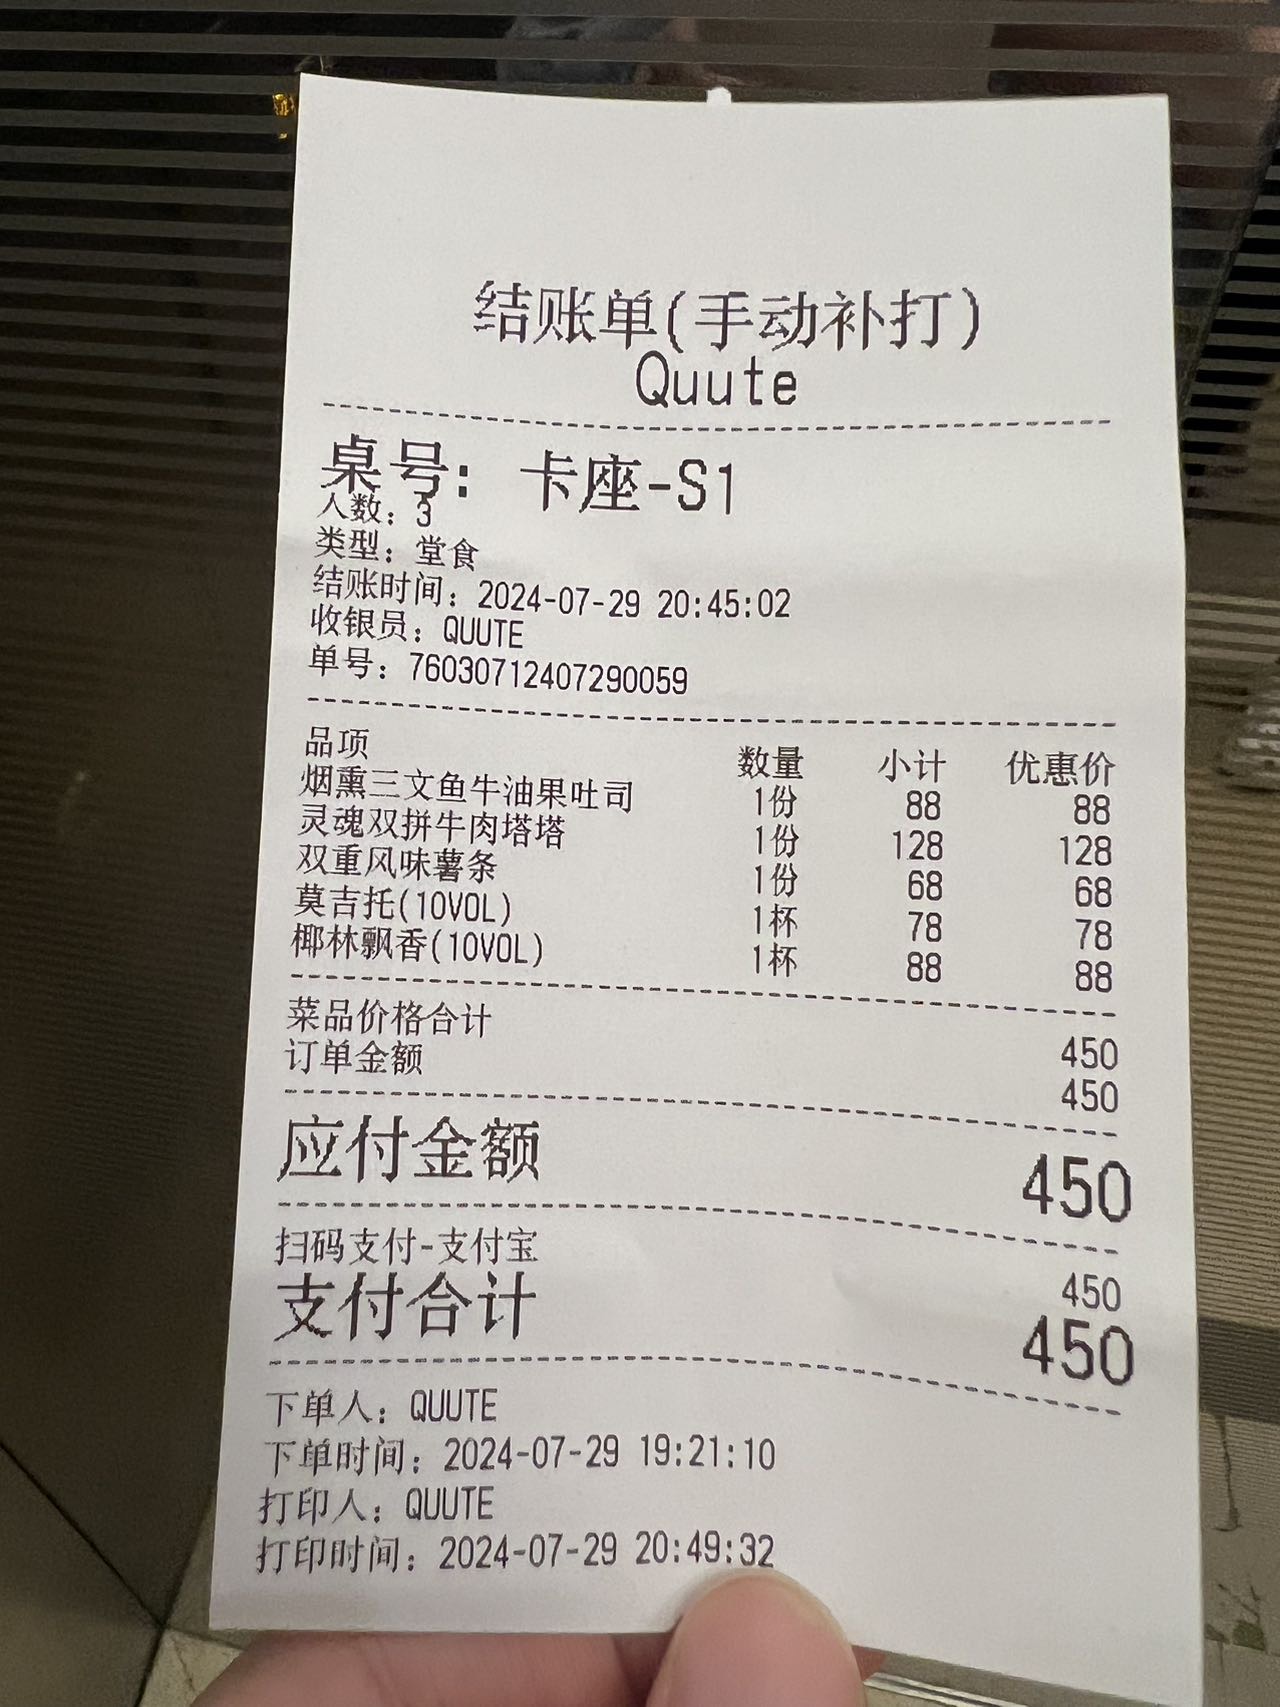 结账单(手动补打)
Quute
桌号: 卡座-S1
人数: 3
类型: 堂食
结账时间: 2024-07-29 20:45:02
收银员: QUUTE
单号: 76030712407290059
品项 数量 小计 优惠价
烟熏三文鱼牛油果吐司 1份 88 88
灵魂双拼牛肉塔塔 1份 128 128
双重风味薯条 1份 68 68
莫吉托(10VOL) 1杯 78 78
椰林飘香(10VOL) 1杯 88 88
菜品价格合计 450
订单金额 450
应付金额 450
扫码支付-支付宝 450
支付合计 450
下单人: QUUTE
下单时间: 2024-07-29 19:21:10
打印人: QUUTE
打印时间: 2024-07-29 20:49:32